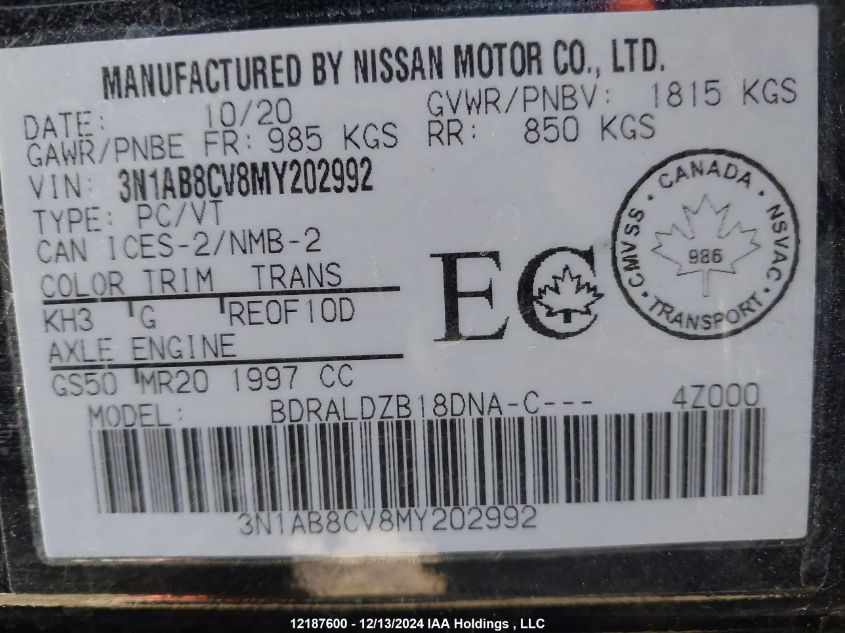 MANUFACTURED BY NISSAN MOTOR CO., LTD.
DATE: 10/20 GVWR/PNBV: 1815 KGS
GAWR/PNBE FR: 985 KGS RR: 850 KGS
VIN: 3N1AB8CV8MY202992
TYPE: PC/VT
CAN ICES-2/NMB-2
COLOR TRIM TRANS
KH3 G RE0F10D
AXLE ENGINE
GS50 MR20 1997 CC
EC
CANADA · NSVAC · TRANSPORT · CMVSS ·
986
MODEL: BDRALDZB18DNA-C--- 4Z000
3N1AB8CV8MY202992
12187600 - 12/13/2024 IAA Holdings , LLC